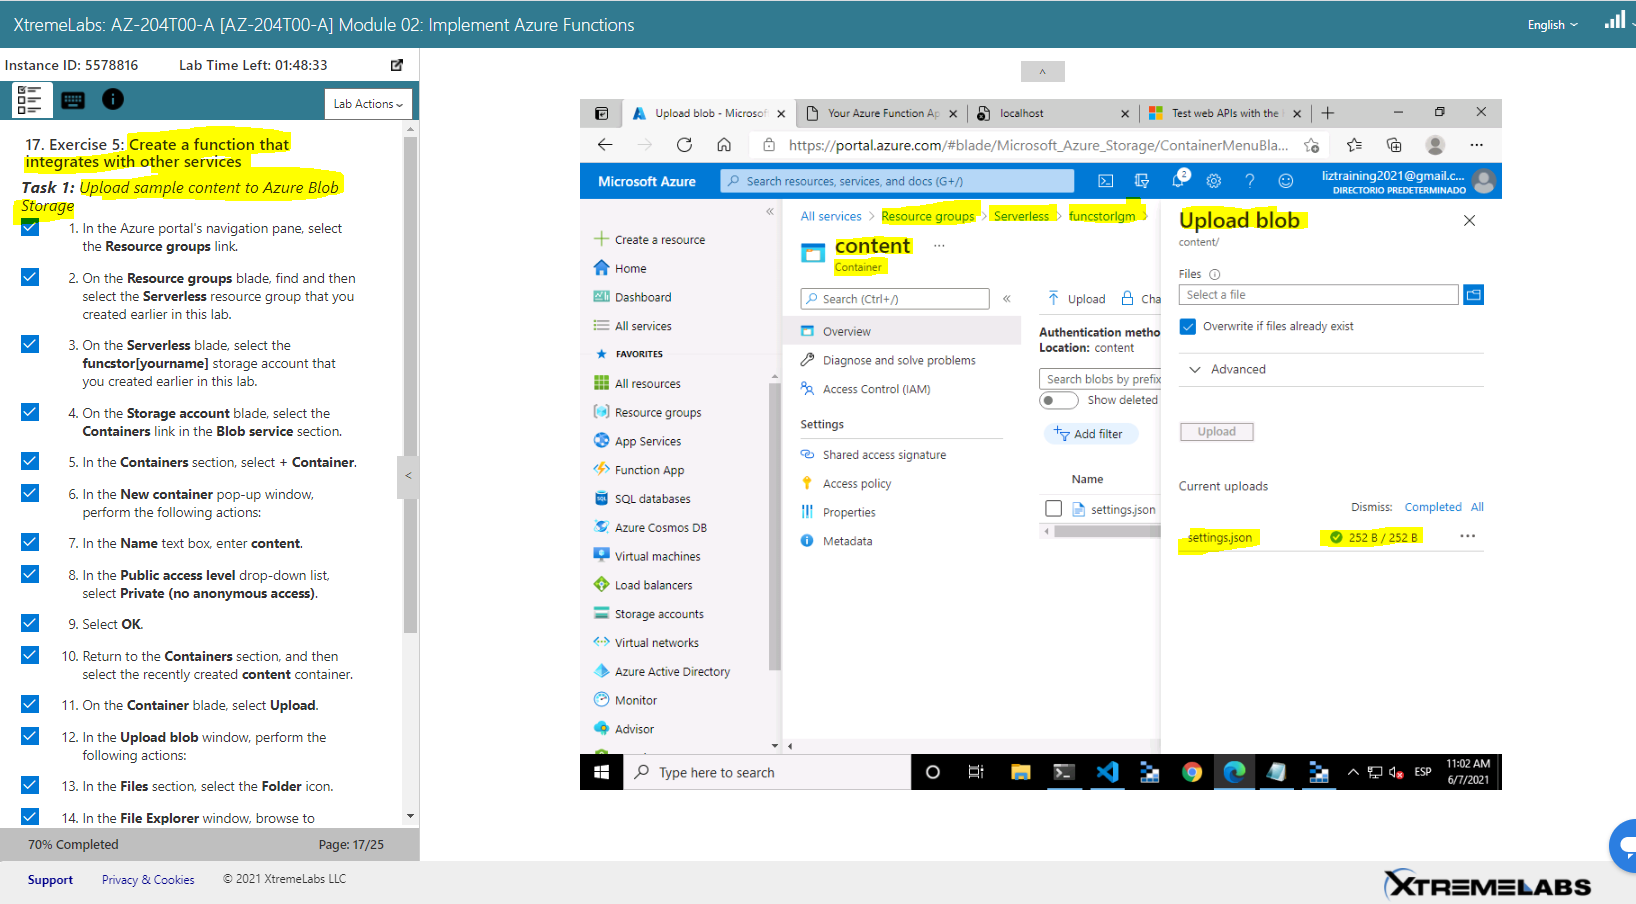 XtremeLabs: AZ-204T00-A [AZ-204T00-A] Module 02: Implement Azure Functions
English
Instance ID: 5578816
Lab Time Left: 01:48:33
Lab Actions
17. Exercise 5: Create a function that
integrates with other services
Task 1: Upload sample content to Azure Blob
Storage
1. In the Azure portal's navigation pane, select
the Resource groups link.
2. On the Resource groups blade, find and then
select the Serverless resource group that you
created earlier in this lab.
3. On the Serverless blade, select the
funcstor[yourname] storage account that
you created earlier in this lab.
4. On the Storage account blade, select the
Containers link in the Blob service section.
5. In the Containers section, select + Container.
6. In the New container pop-up window,
perform the following actions:
7. In the Name text box, enter content.
8. In the Public access level drop-down list,
select Private (no anonymous access).
9. Select OK.
10. Return to the Containers section, and then
select the recently created content container.
11. On the Container blade, select Upload.
12. In the Upload blob window, perform the
following actions:
13. In the Files section, select the Folder icon.
14. In the File Explorer window, browse to
70% Completed
Page: 17/25
Support
Privacy & Cookies
© 2021 XtremeLabs LLC
XTREMELABS
Upload blob - Microsof
Your Azure Function Ap
localhost
Test web APIs with the
https://portal.azure.com/#blade/Microsoft_Azure_Storage/ContainerMenuBla...
Microsoft Azure
Search resources, services, and docs (G+/)
2
liztraining2021@gmail.c...
DIRECTORIO PREDETERMINADO
Create a resource
Home
Dashboard
All services
FAVORITES
All resources
Resource groups
App Services
Function App
SQL databases
Azure Cosmos DB
Virtual machines
Load balancers
Storage accounts
Virtual networks
Azure Active Directory
Monitor
Advisor
All services > Resource groups > Serverless > funcstorlgm >
content
Container
Search (Ctrl+/)
Overview
Diagnose and solve problems
Access Control (IAM)
Settings
Shared access signature
Access policy
Properties
Metadata
Upload
Cha
Authentication metho
Location: content
Search blobs by prefix
Show deleted
Add filter
Name
settings.json
Upload blob
content/
Files
Select a file
Overwrite if files already exist
Advanced
Upload
Current uploads
Dismiss: Completed All
settings.json
252 B / 252 B
Type here to search
ESP
11:02 AM
6/7/2021